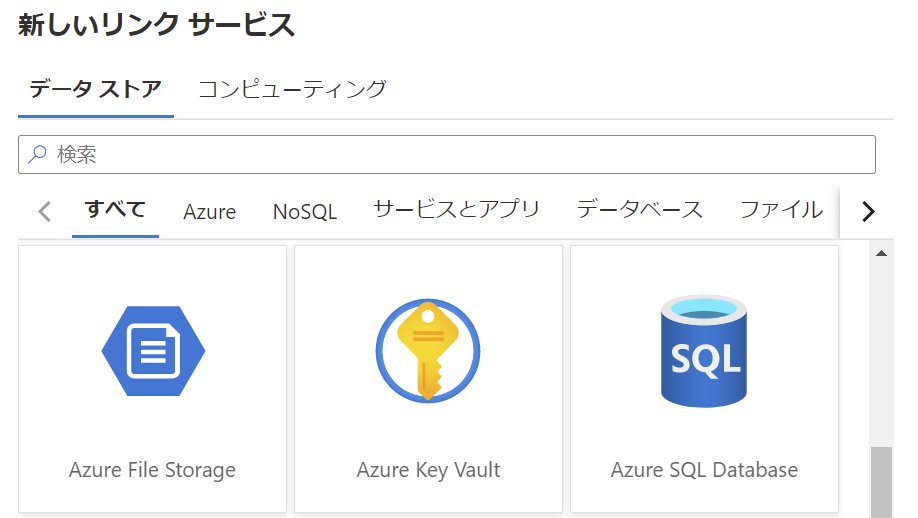 新しいリンク サービス
データ ストア コンピューティング
検索
すべて Azure NoSQL サービスとアプリ データベース ファイル
SQL
Azure File Storage Azure Key Vault Azure SQL Database